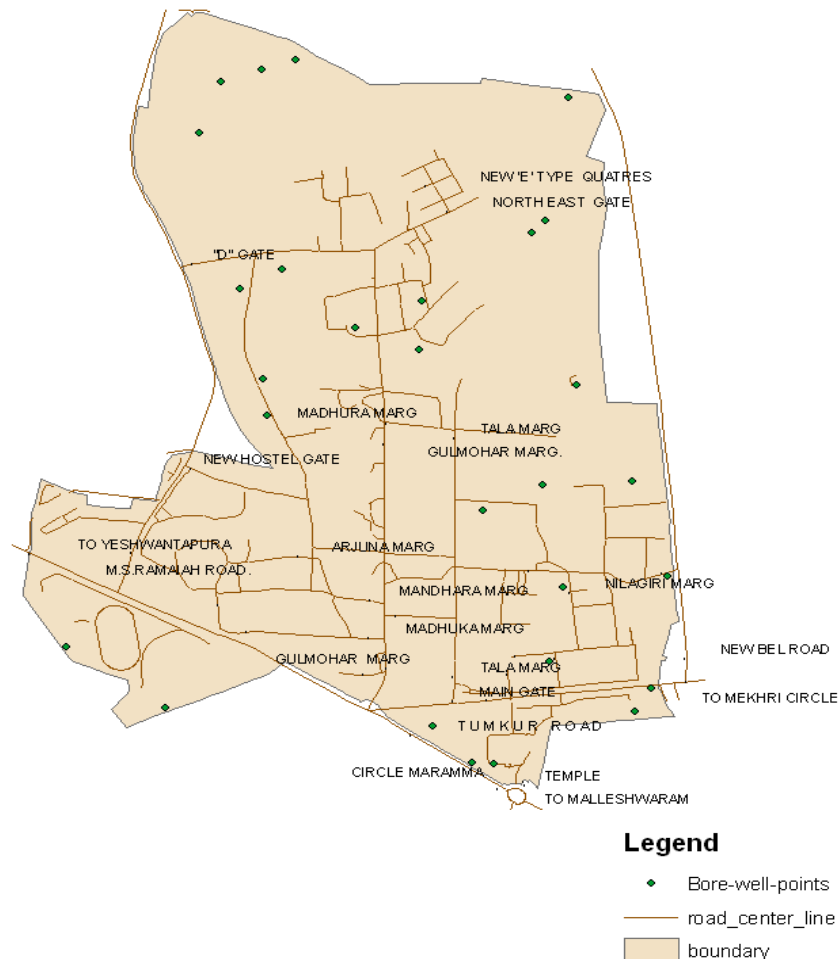 NEW 'E' TYPE QUATRES
NORTH EAST GATE
"D" GATE
MADHURA MARG
TALA MARG
GULMOHAR MARG.
NEW HOSTEL GATE
TO YESHWANTAPURA
ARJUNA MARG
M.S.RAMAIAH ROAD.
MANDHARA MARG
NILAGIRI MARG
MADHUKA MARG
NEW BEL ROAD
GULMOHAR MARG
TALA MARG
MAIN GATE
TO MEKHRI CIRCLE
TUMKUR ROAD
CIRCLE MARAMMA
TEMPLE
TO MALLESHWARAM
Legend
Bore-well-points
road_center_line
boundary